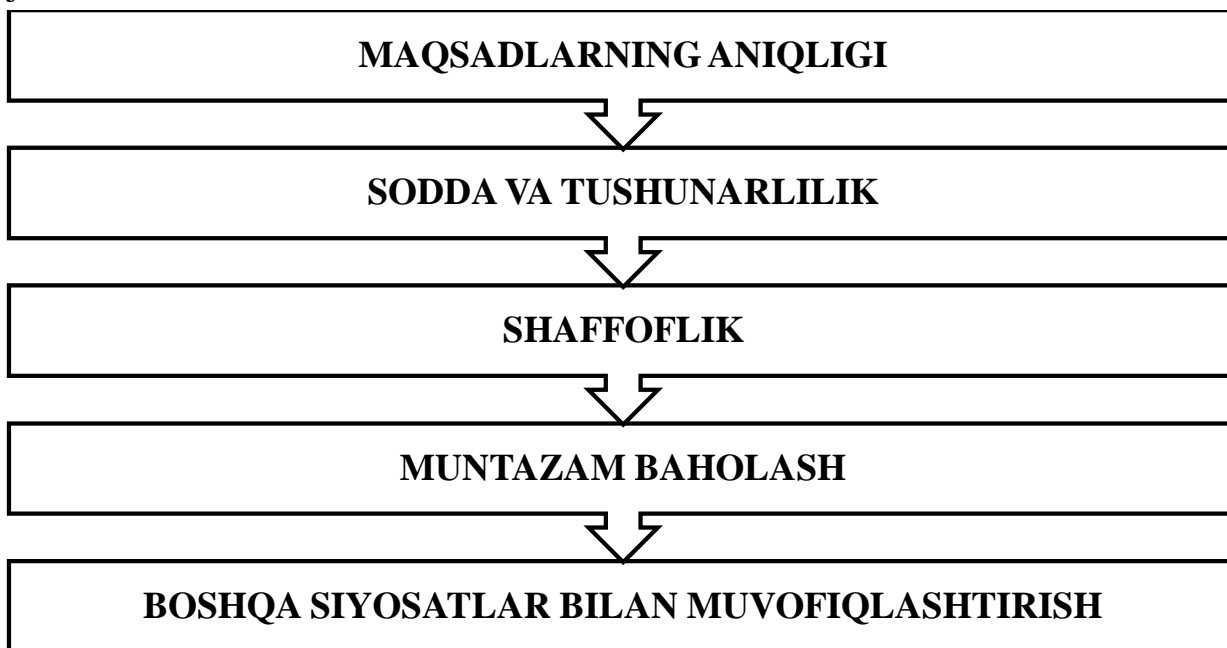 MAQSADLARNING ANIQLIGI
SODDA VA TUSHUNARLILIK
SHAFFOFLIK
MUNTAZAM BAHOLASH
BOSHQA SIYOSATLAR BILAN MUVOFIQLASHTIRISH